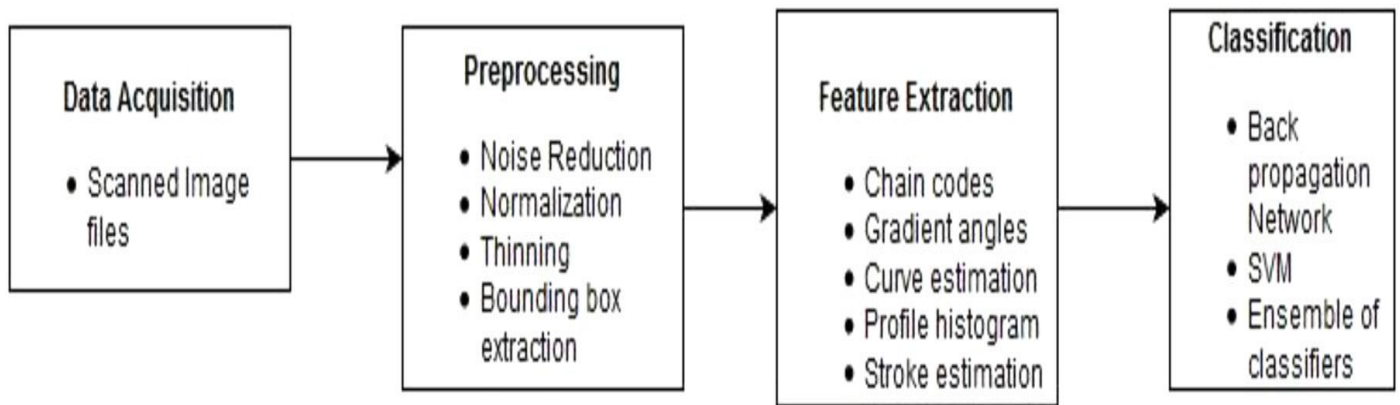 Data Acquisition
• Scanned Image
files
Preprocessing
• Noise Reduction
• Normalization
• Thinning
• Bounding box
extraction
Feature Extraction
• Chain codes
• Gradient angles
• Curve estimation
• Profile histogram
• Stroke estimation
Classification
• Back
propagation
Network
• SVM
• Ensemble of
classifiers